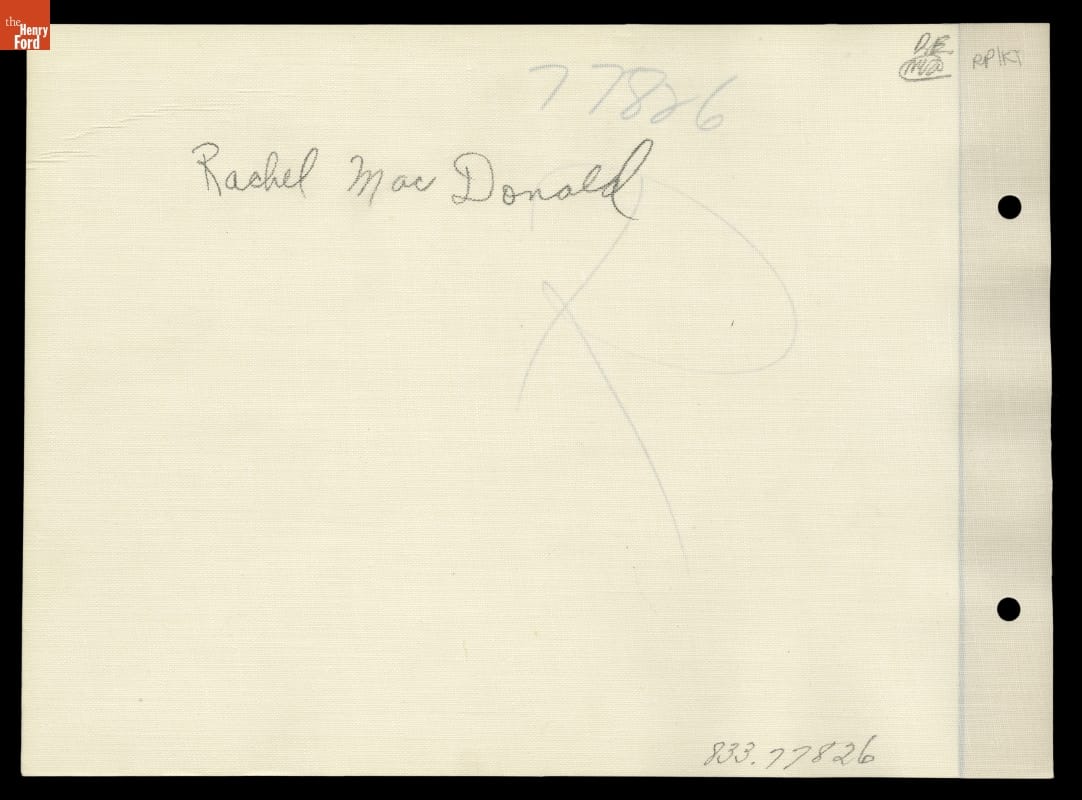 the
Henry
Ford
D.E.
RP/KT
77826
Rachel Mac Donald
R
833.77826